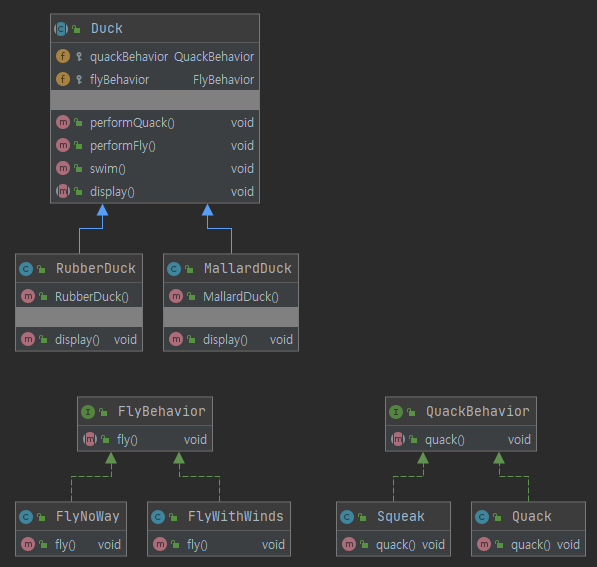 Duck
quackBehavior QuackBehavior
flyBehavior FlyBehavior
performQuack() void
performFly() void
swim() void
display() void
RubberDuck
RubberDuck()
display() void
MallardDuck
MallardDuck()
display() void
FlyBehavior
fly() void
QuackBehavior
quack() void
FlyNoWay
fly() void
FlyWithWinds
fly() void
Squeak
quack() void
Quack
quack() void